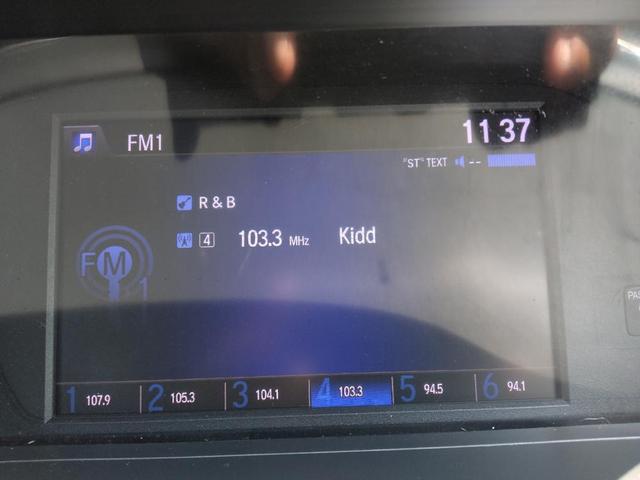 FM1
11 37
"ST" TEXT --
R & B
4 103.3 MHz Kidd
FM 1
1 107.9 2 105.3 3 104.1 4 103.3 5 94.5 6 94.1
PAS